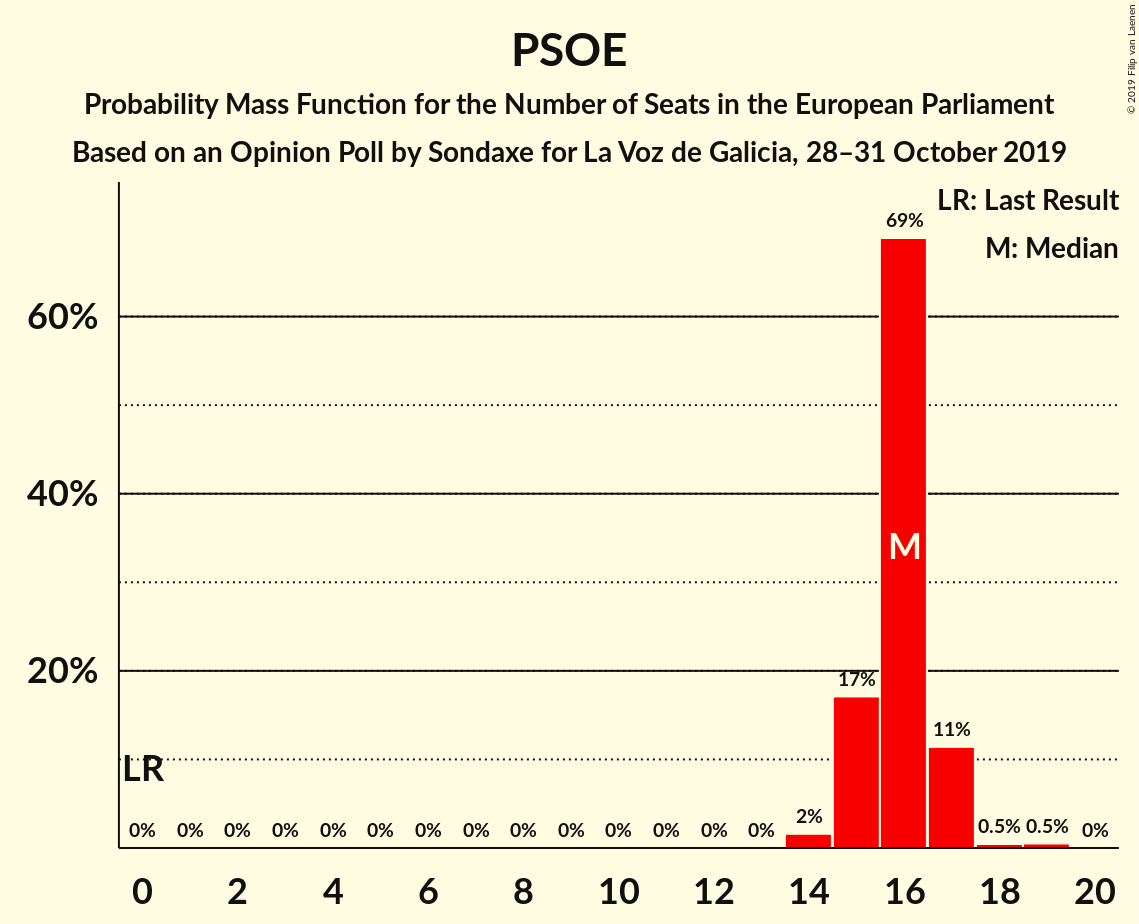 PSOE
Probability Mass Function for the Number of Seats in the European Parliament
Based on an Opinion Poll by Sondaxe for La Voz de Galicia, 28–31 October 2019
© 2019 Filip van Laenen
LR: Last Result
M: Median
69%
60%
40%
M
20%
17%
11%
LR
0% 0% 0% 0% 0% 0% 0% 0% 0% 0% 0% 0% 0% 0% 2% 0.5% 0.5% 0%
0 2 4 6 8 10 12 14 16 18 20